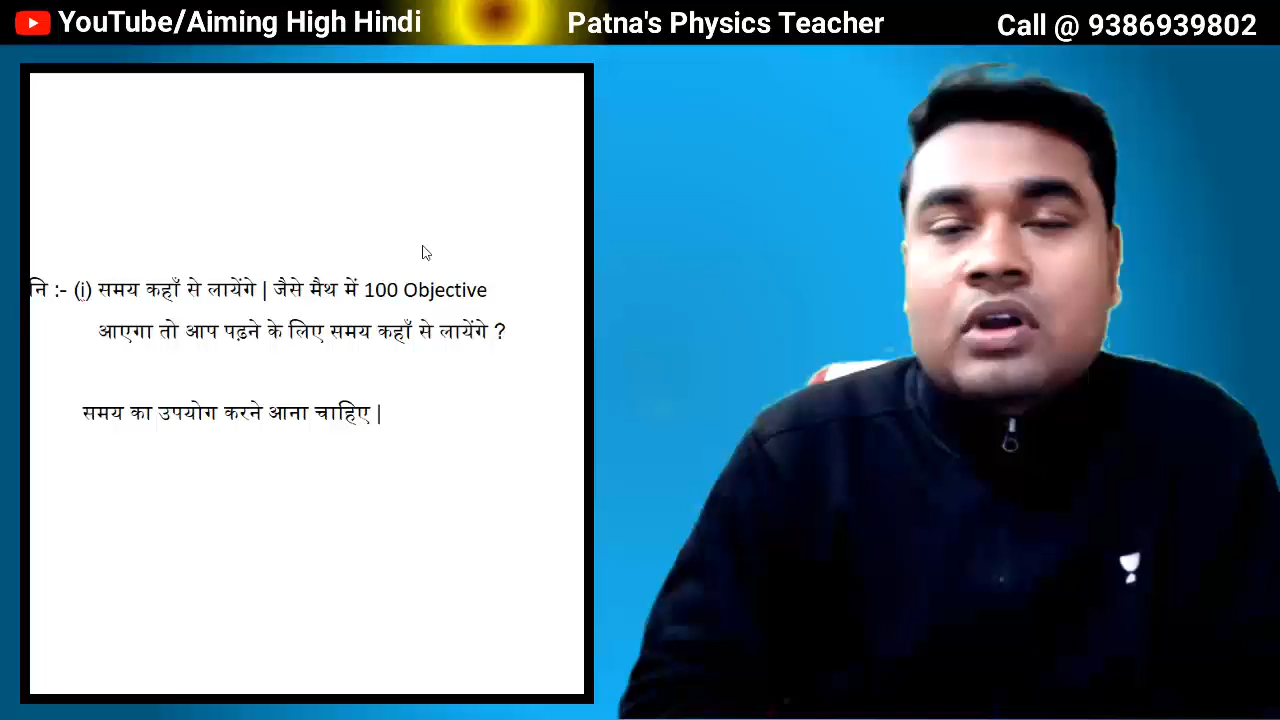 YouTube/Aiming High Hindi
Patna's Physics Teacher
Call @ 9386939802
नि :- (i) समय कहाँ से लायेंगे | जैसे मैथ में 100 Objective
आएगा तो आप पढ़ने के लिए समय कहाँ से लायेंगे ?
समय का उपयोग करने आना चाहिए |